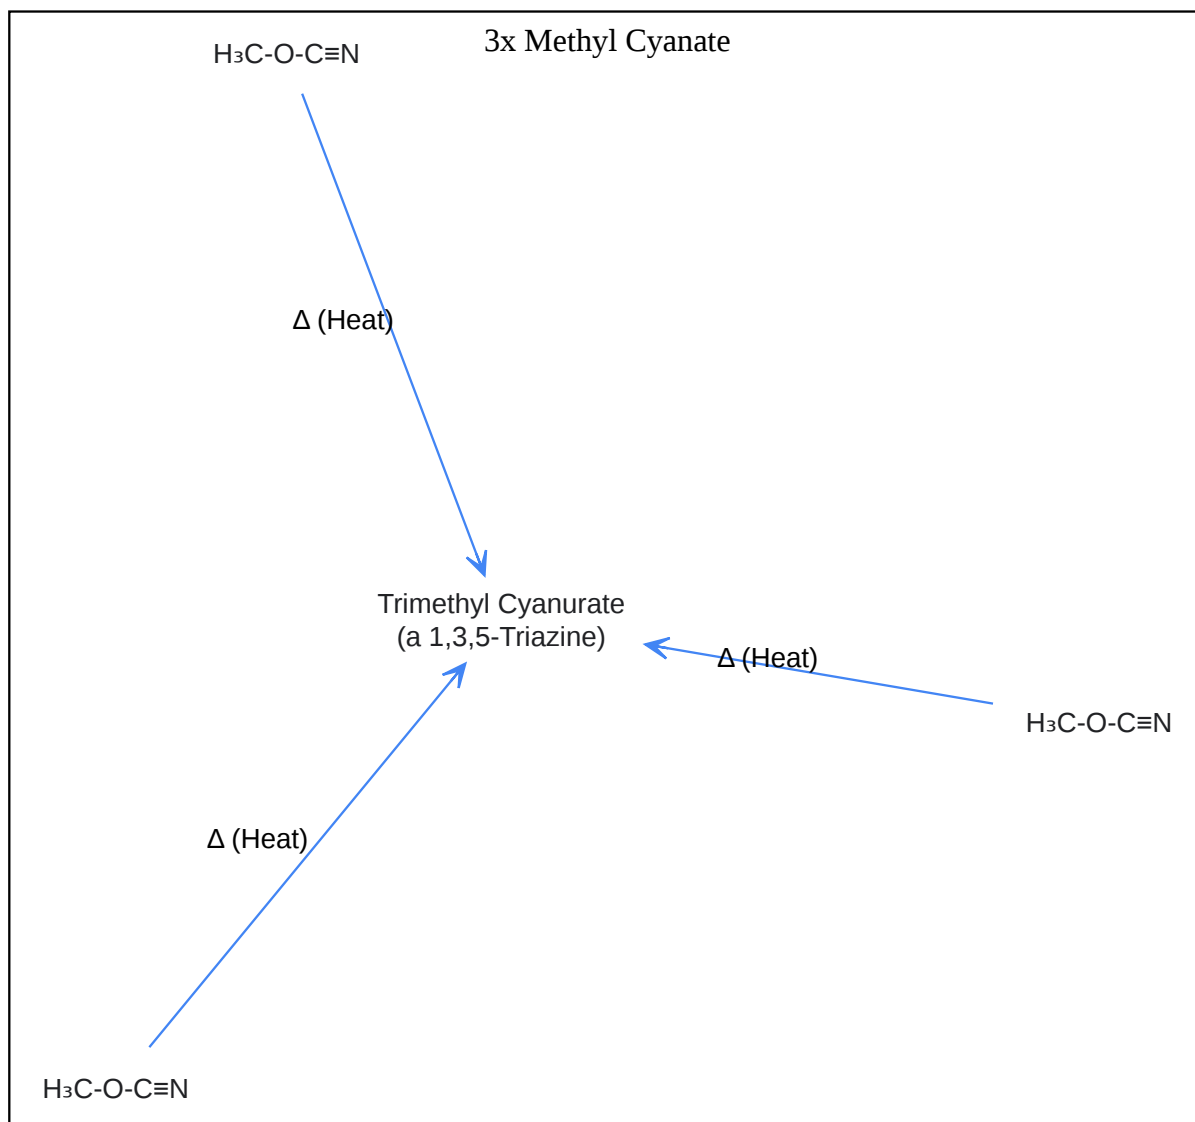 3x Methyl Cyanate
H₃C-O-C≡N
Δ (Heat)
Trimethyl Cyanurate
(a 1,3,5-Triazine)
Δ (Heat)
H₃C-O-C≡N
Δ (Heat)
H₃C-O-C≡N